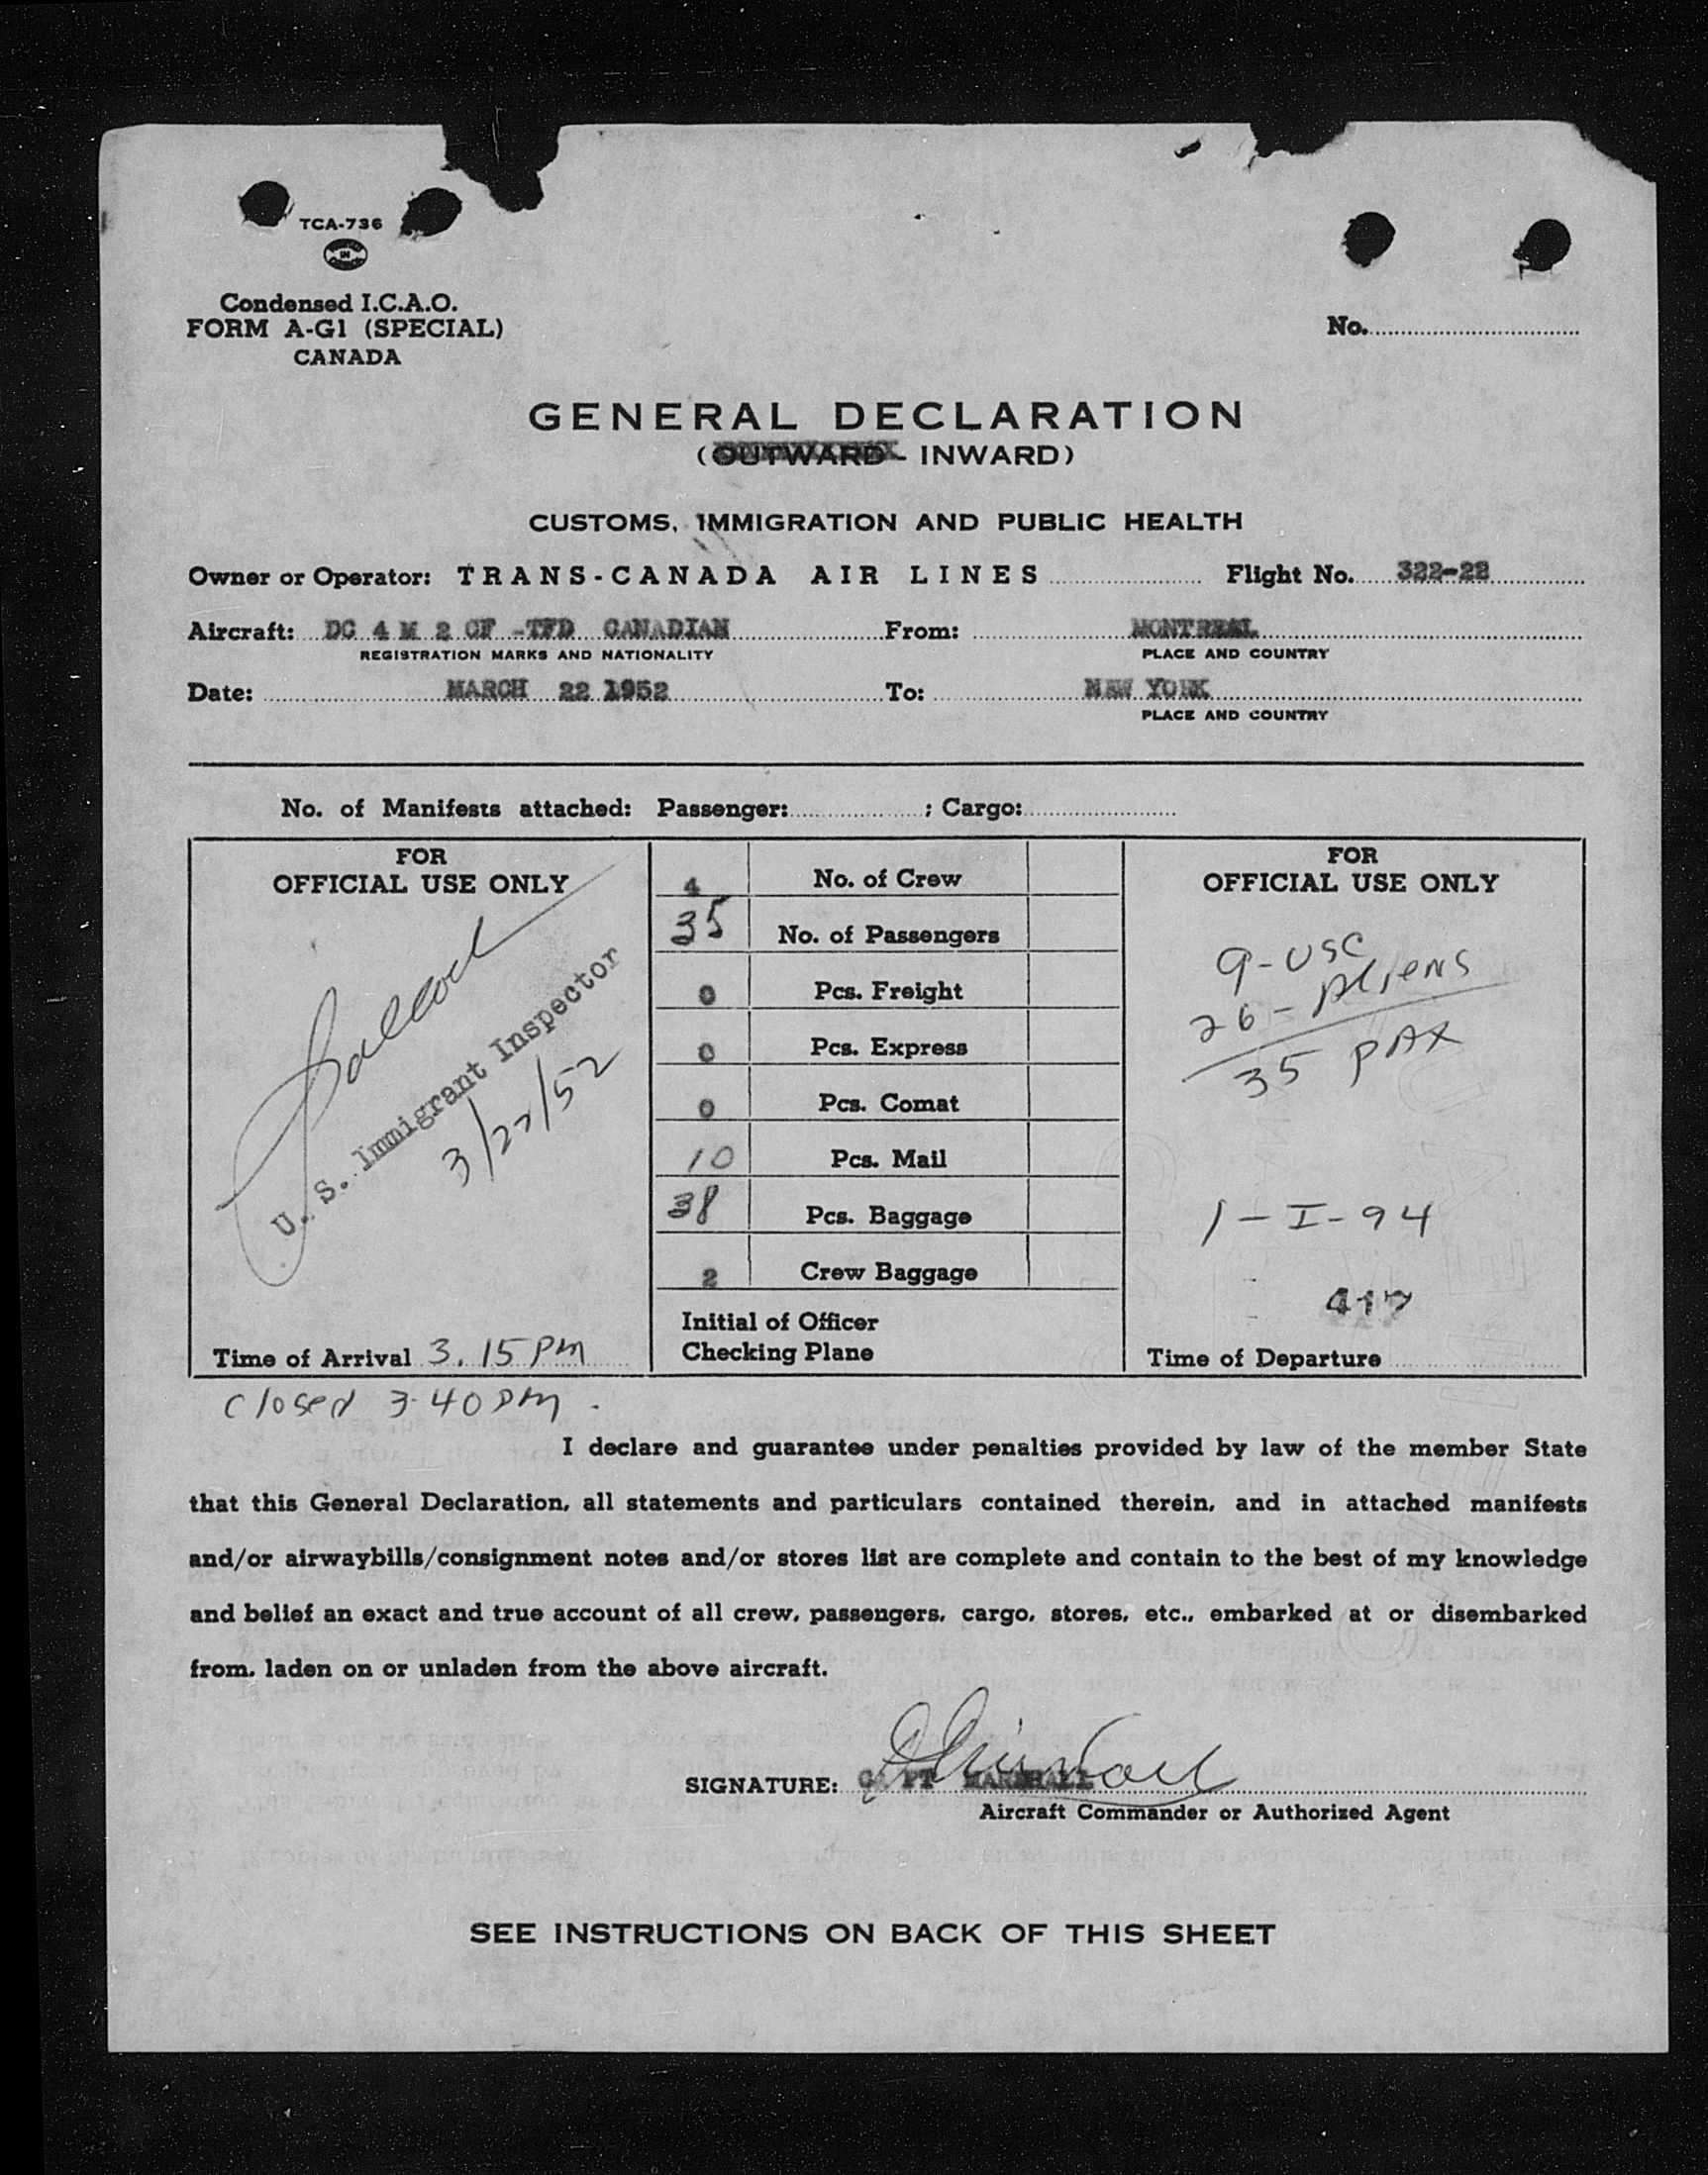 TCA-736
IN
Condensed I.C.A.O.
FORM A-G1 (SPECIAL)
CANADA
No.
GENERAL DECLARATION
(OUTWARD - INWARD)
CUSTOMS, IMMIGRATION AND PUBLIC HEALTH
Owner or Operator: TRANS-CANADA AIR LINES Flight No. 322-22
Aircraft: DC 4 M 2 CF -TFD CANADIAN From: MONTREAL
REGISTRATION MARKS AND NATIONALITY PLACE AND COUNTRY
Date: MARCH 22 1952 To: NEW YORK
PLACE AND COUNTRY
No. of Manifests attached: Passenger: ; Cargo:
FOR
OFFICIAL USE ONLY
U. S. Immigrant Inspector
3/22/52
Time of Arrival 3.15 PM
4 No. of Crew
35 No. of Passengers
0 Pcs. Freight
0 Pcs. Express
0 Pcs. Comat
10 Pcs. Mail
38 Pcs. Baggage
2 Crew Baggage
Initial of Officer
Checking Plane
FOR
OFFICIAL USE ONLY
9-USC
26-Aliens
35 PAX
1-I-94
417
Time of Departure
Closed 3.40 PM.
I declare and guarantee under penalties provided by law of the member State
that this General Declaration, all statements and particulars contained therein, and in attached manifests
and/or airwaybills/consignment notes and/or stores list are complete and contain to the best of my knowledge
and belief an exact and true account of all crew, passengers, cargo, stores, etc., embarked at or disembarked
from, laden on or unladen from the above aircraft.
SIGNATURE: CAPT MARSHALL
Aircraft Commander or Authorized Agent
SEE INSTRUCTIONS ON BACK OF THIS SHEET